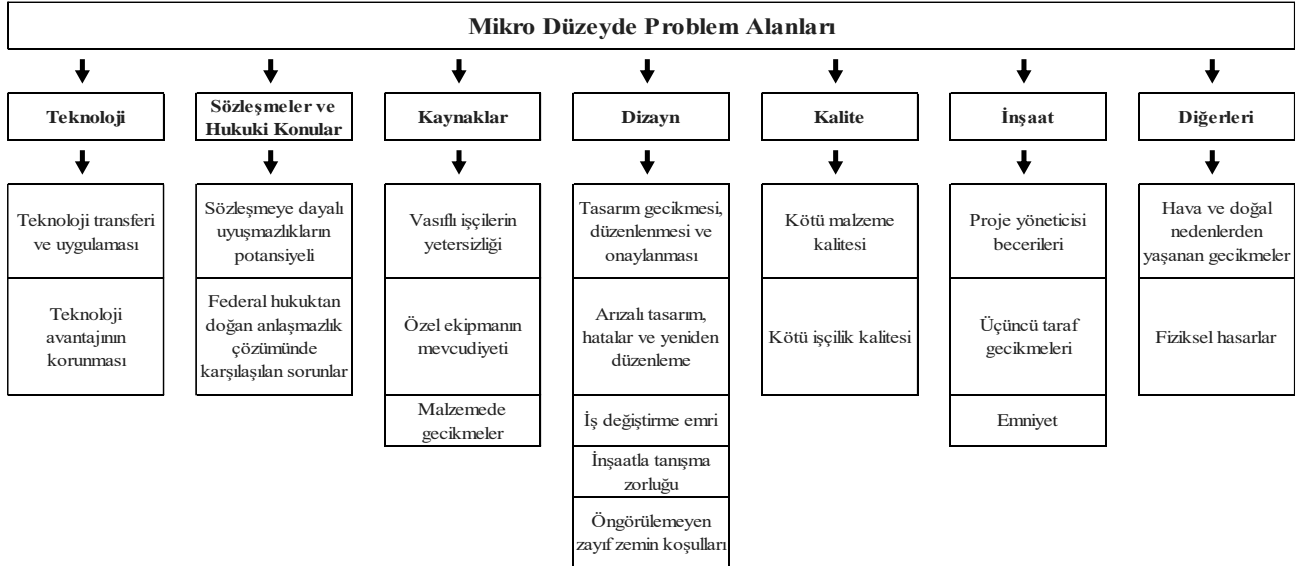 Mikro Düzeyde Problem Alanları
Teknoloji
Sözleşmeler ve
Hukuki Konular
Kaynaklar
Dizayn
Kalite
İnşaat
Diğerleri
Teknoloji transferi
ve uygulaması
Teknoloji
avantajının
korunması
Sözleşmeye dayalı
uyuşmazlıkların
potansiyeli
Federal hukuktan
doğan anlaşmazlık
çözümünde
karşılaşılan sorunlar
Vasıflı işçilerin
yetersizliği
Özel ekipmanın
mevcudiyeti
Malzemede
gecikmeler
Tasarım gecikmesi,
düzenlenmesi ve
onaylanması
Arızalı tasarım,
hatalar ve yeniden
düzenleme
İş değiştirme emri
İnşaatla tanışma
zorluğu
Öngörülemeyen
zayıf zemin koşulları
Kötü malzeme
kalitesi
Kötü işçilik kalitesi
Proje yöneticisi
becerileri
Üçüncü taraf
gecikmeleri
Emniyet
Hava ve doğal
nedenlerden
yaşanan gecikmeler
Fiziksel hasarlar